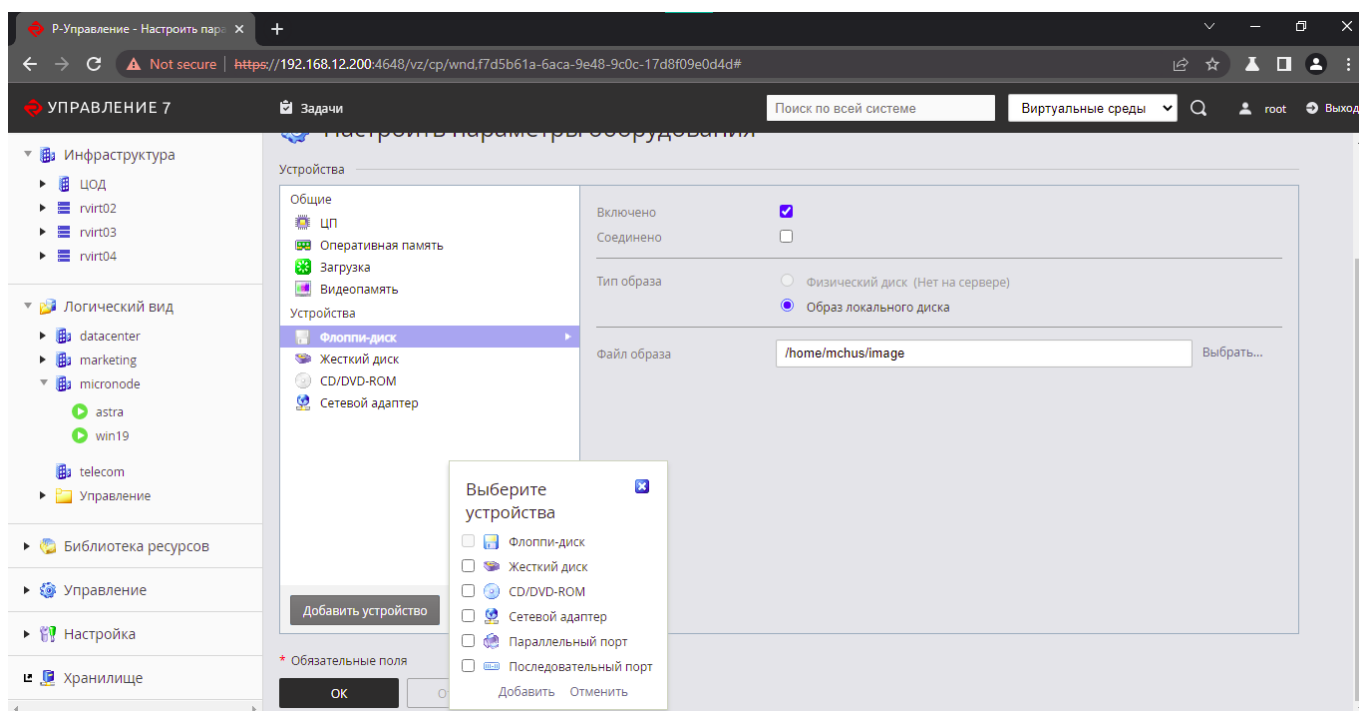 Р-Управление - Настроить пара
Not secure | https://192.168.12.200:4648/vz/cp/wnd.f7d5b61a-6aca-9e48-9c0c-17d8f09e0d4d#
УПРАВЛЕНИЕ 7
Задачи
Поиск по всей системе
Виртуальные среды
root
Выход
Инфраструктура
ЦОД
rvirt02
rvirt03
rvirt04
Логический вид
datacenter
marketing
micronode
astra
win19
telecom
Управление
Библиотека ресурсов
Управление
Настройка
Хранилище
Настроить параметры оборудования
Устройства
Общие
ЦП
Оперативная память
Загрузка
Видеопамять
Устройства
Флоппи-диск
Жесткий диск
CD/DVD-ROM
Сетевой адаптер
Добавить устройство
Включено
Соединено
Тип образа
Физический диск (Нет на сервере)
Образ локального диска
Файл образа
/home/mchus/image
Выбрать...
Выберите
устройства
Флоппи-диск
Жесткий диск
CD/DVD-ROM
Сетевой адаптер
Параллельный порт
Последовательный порт
Добавить Отменить
* Обязательные поля
ОК